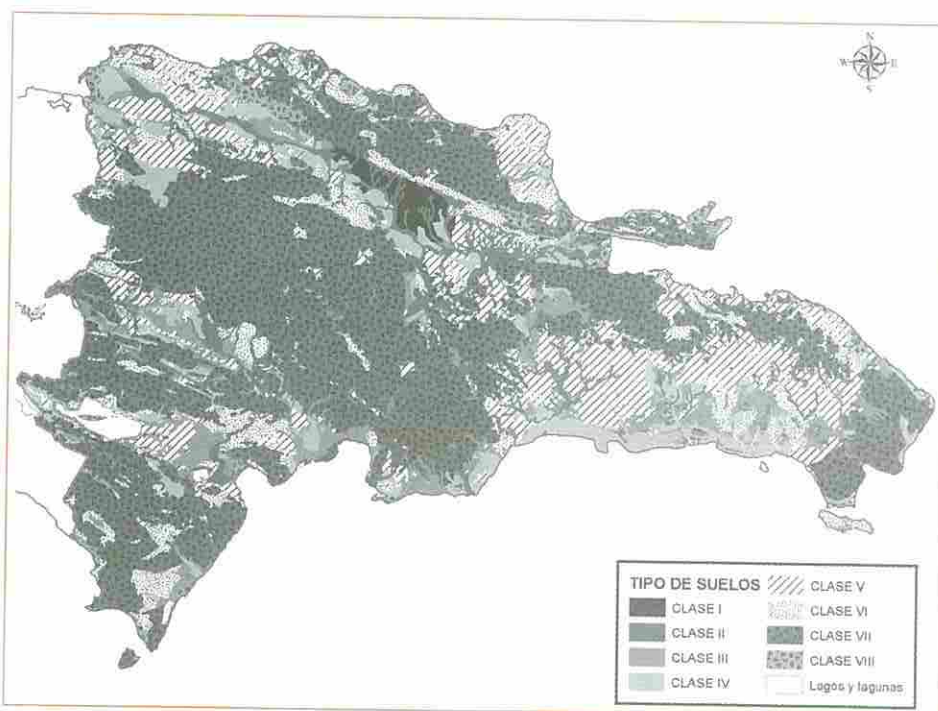 N
W E
S
TIPO DE SUELOS
CLASE I
CLASE II
CLASE III
CLASE IV
CLASE V
CLASE VI
CLASE VII
CLASE VIII
Lagos y lagunas